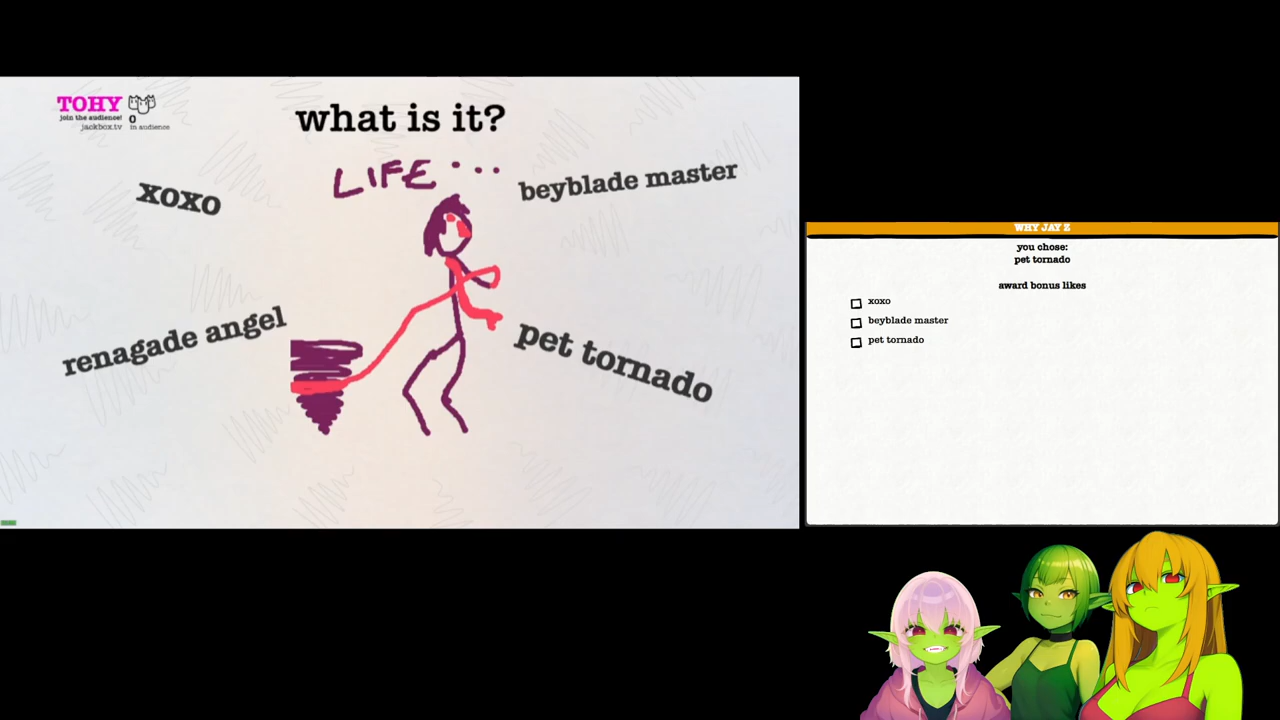 TOHY
join the audience!
jackbox.tv
0
in audience
what is it?
LIFE...
xoxo
beyblade master
renagade angel
pet tornado
WHY JAY Z
you chose:
pet tornado
award bonus likes
xoxo
beyblade master
pet tornado